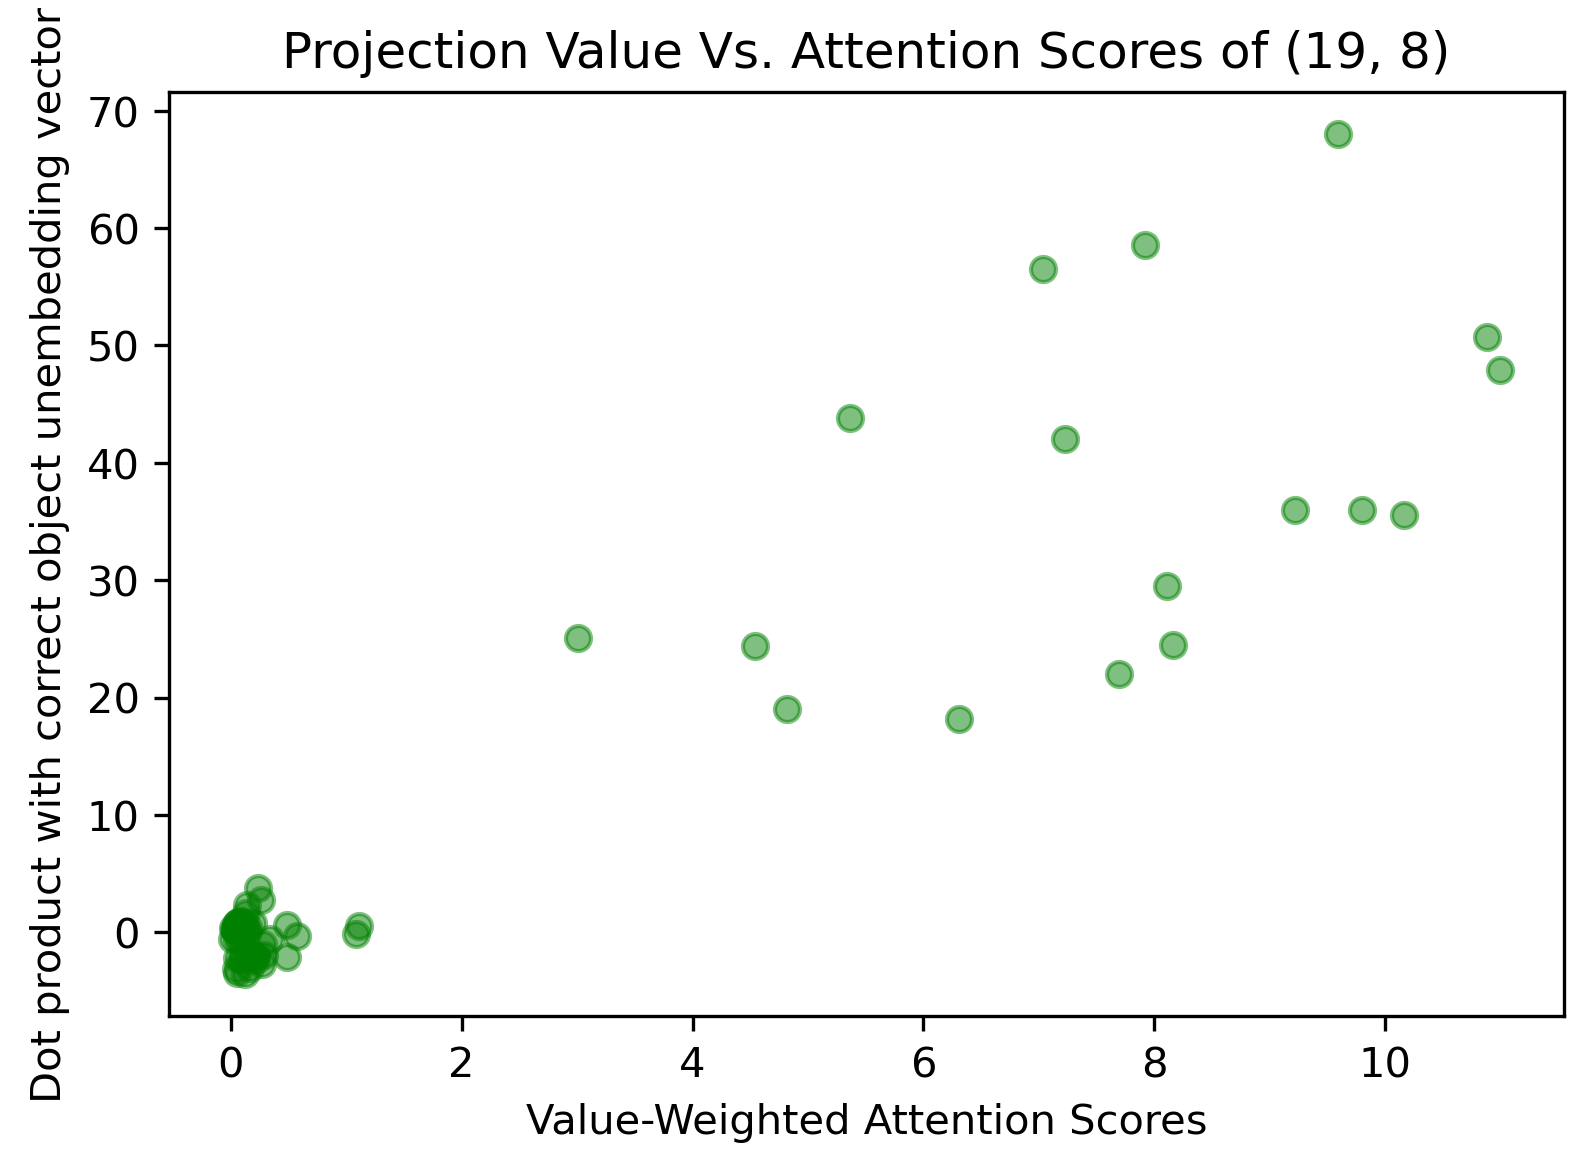 Projection Value Vs. Attention Scores of (19, 8)
Dot product with correct object unembedding vector
70
60
50
40
30
20
10
0
0 2 4 6 8 10
Value-Weighted Attention Scores